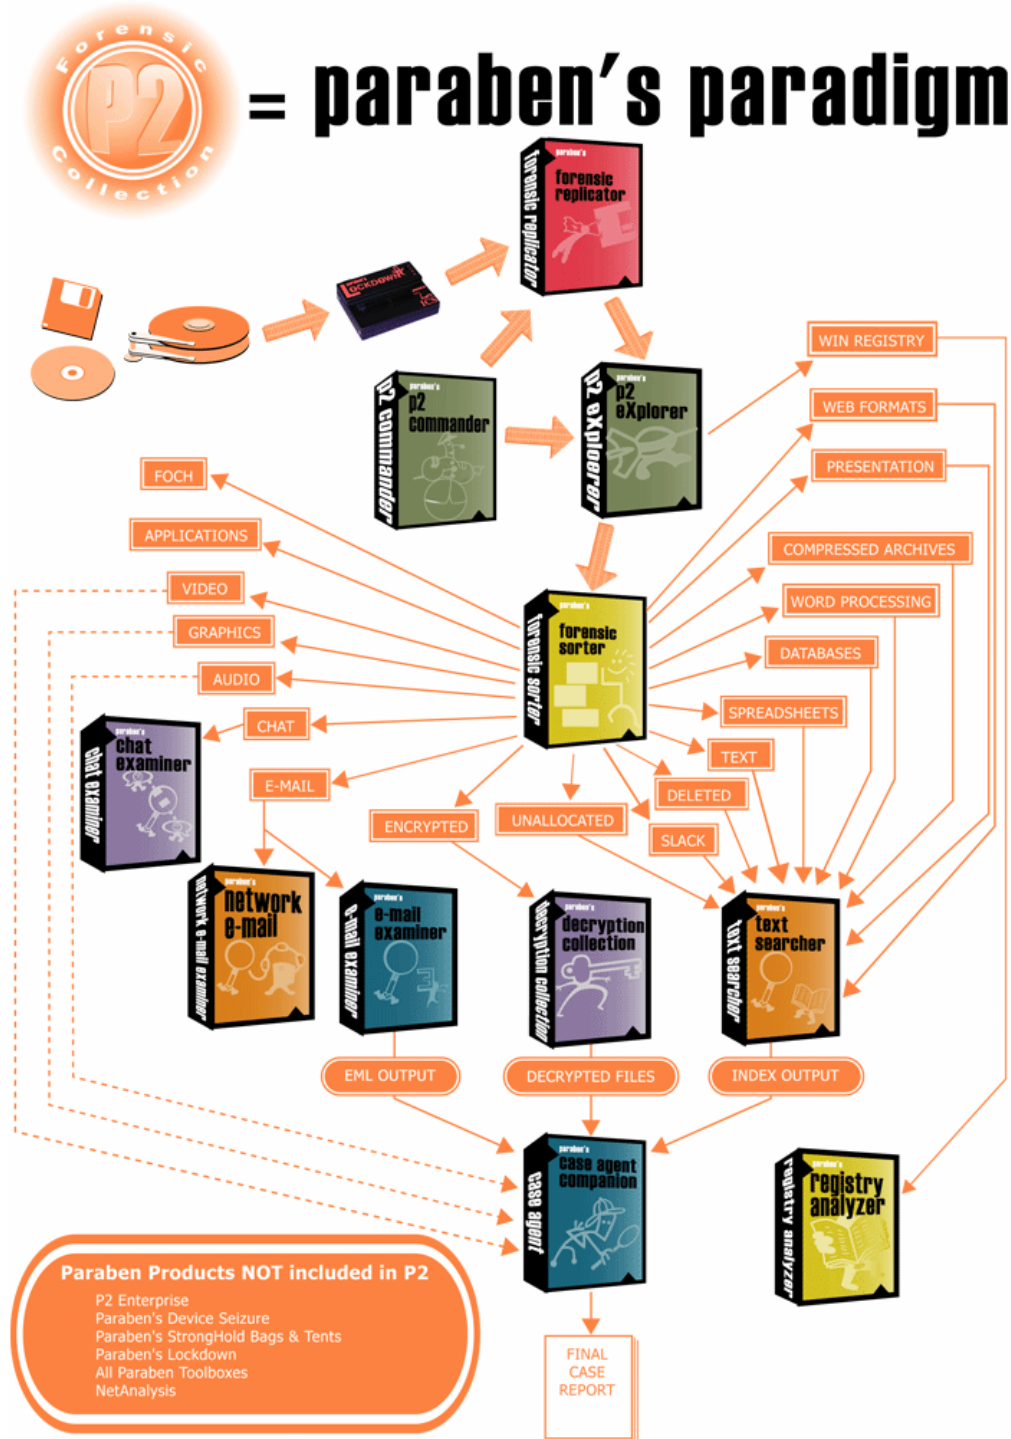 Forensic
P2
Collection
= paraben's paradigm
paraben's
forensic
replicator
forensic replicator
paraben's
LOCKDOWN
paraben's
p2
commander
p2 commander
paraben's
p2
eXplorer
p2 eXploerer
WIN REGISTRY
WEB FORMATS
PRESENTATION
COMPRESSED ARCHIVES
WORD PROCESSING
DATABASES
SPREADSHEETS
TEXT
DELETED
SLACK
UNALLOCATED
ENCRYPTED
FOCH
APPLICATIONS
VIDEO
GRAPHICS
AUDIO
CHAT
E-MAIL
paraben's
forensic
sorter
forensic sorter
paraben's
chat
examiner
chat examiner
paraben's
network
e-mail
network e-mail examiner
paraben's
e-mail
examiner
e-mail examiner
paraben's
decryption
collection
decryption collection
paraben's
text
searcher
text searcher
EML OUTPUT
DECRYPTED FILES
INDEX OUTPUT
paraben's
case agent
companion
case agent
paraben's
registry
analyzer
registry analyzer
Paraben Products NOT included in P2
P2 Enterprise
Paraben's Device Seizure
Paraben's StrongHold Bags & Tents
Paraben's Lockdown
All Paraben Toolboxes
NetAnalysis
FINAL
CASE
REPORT